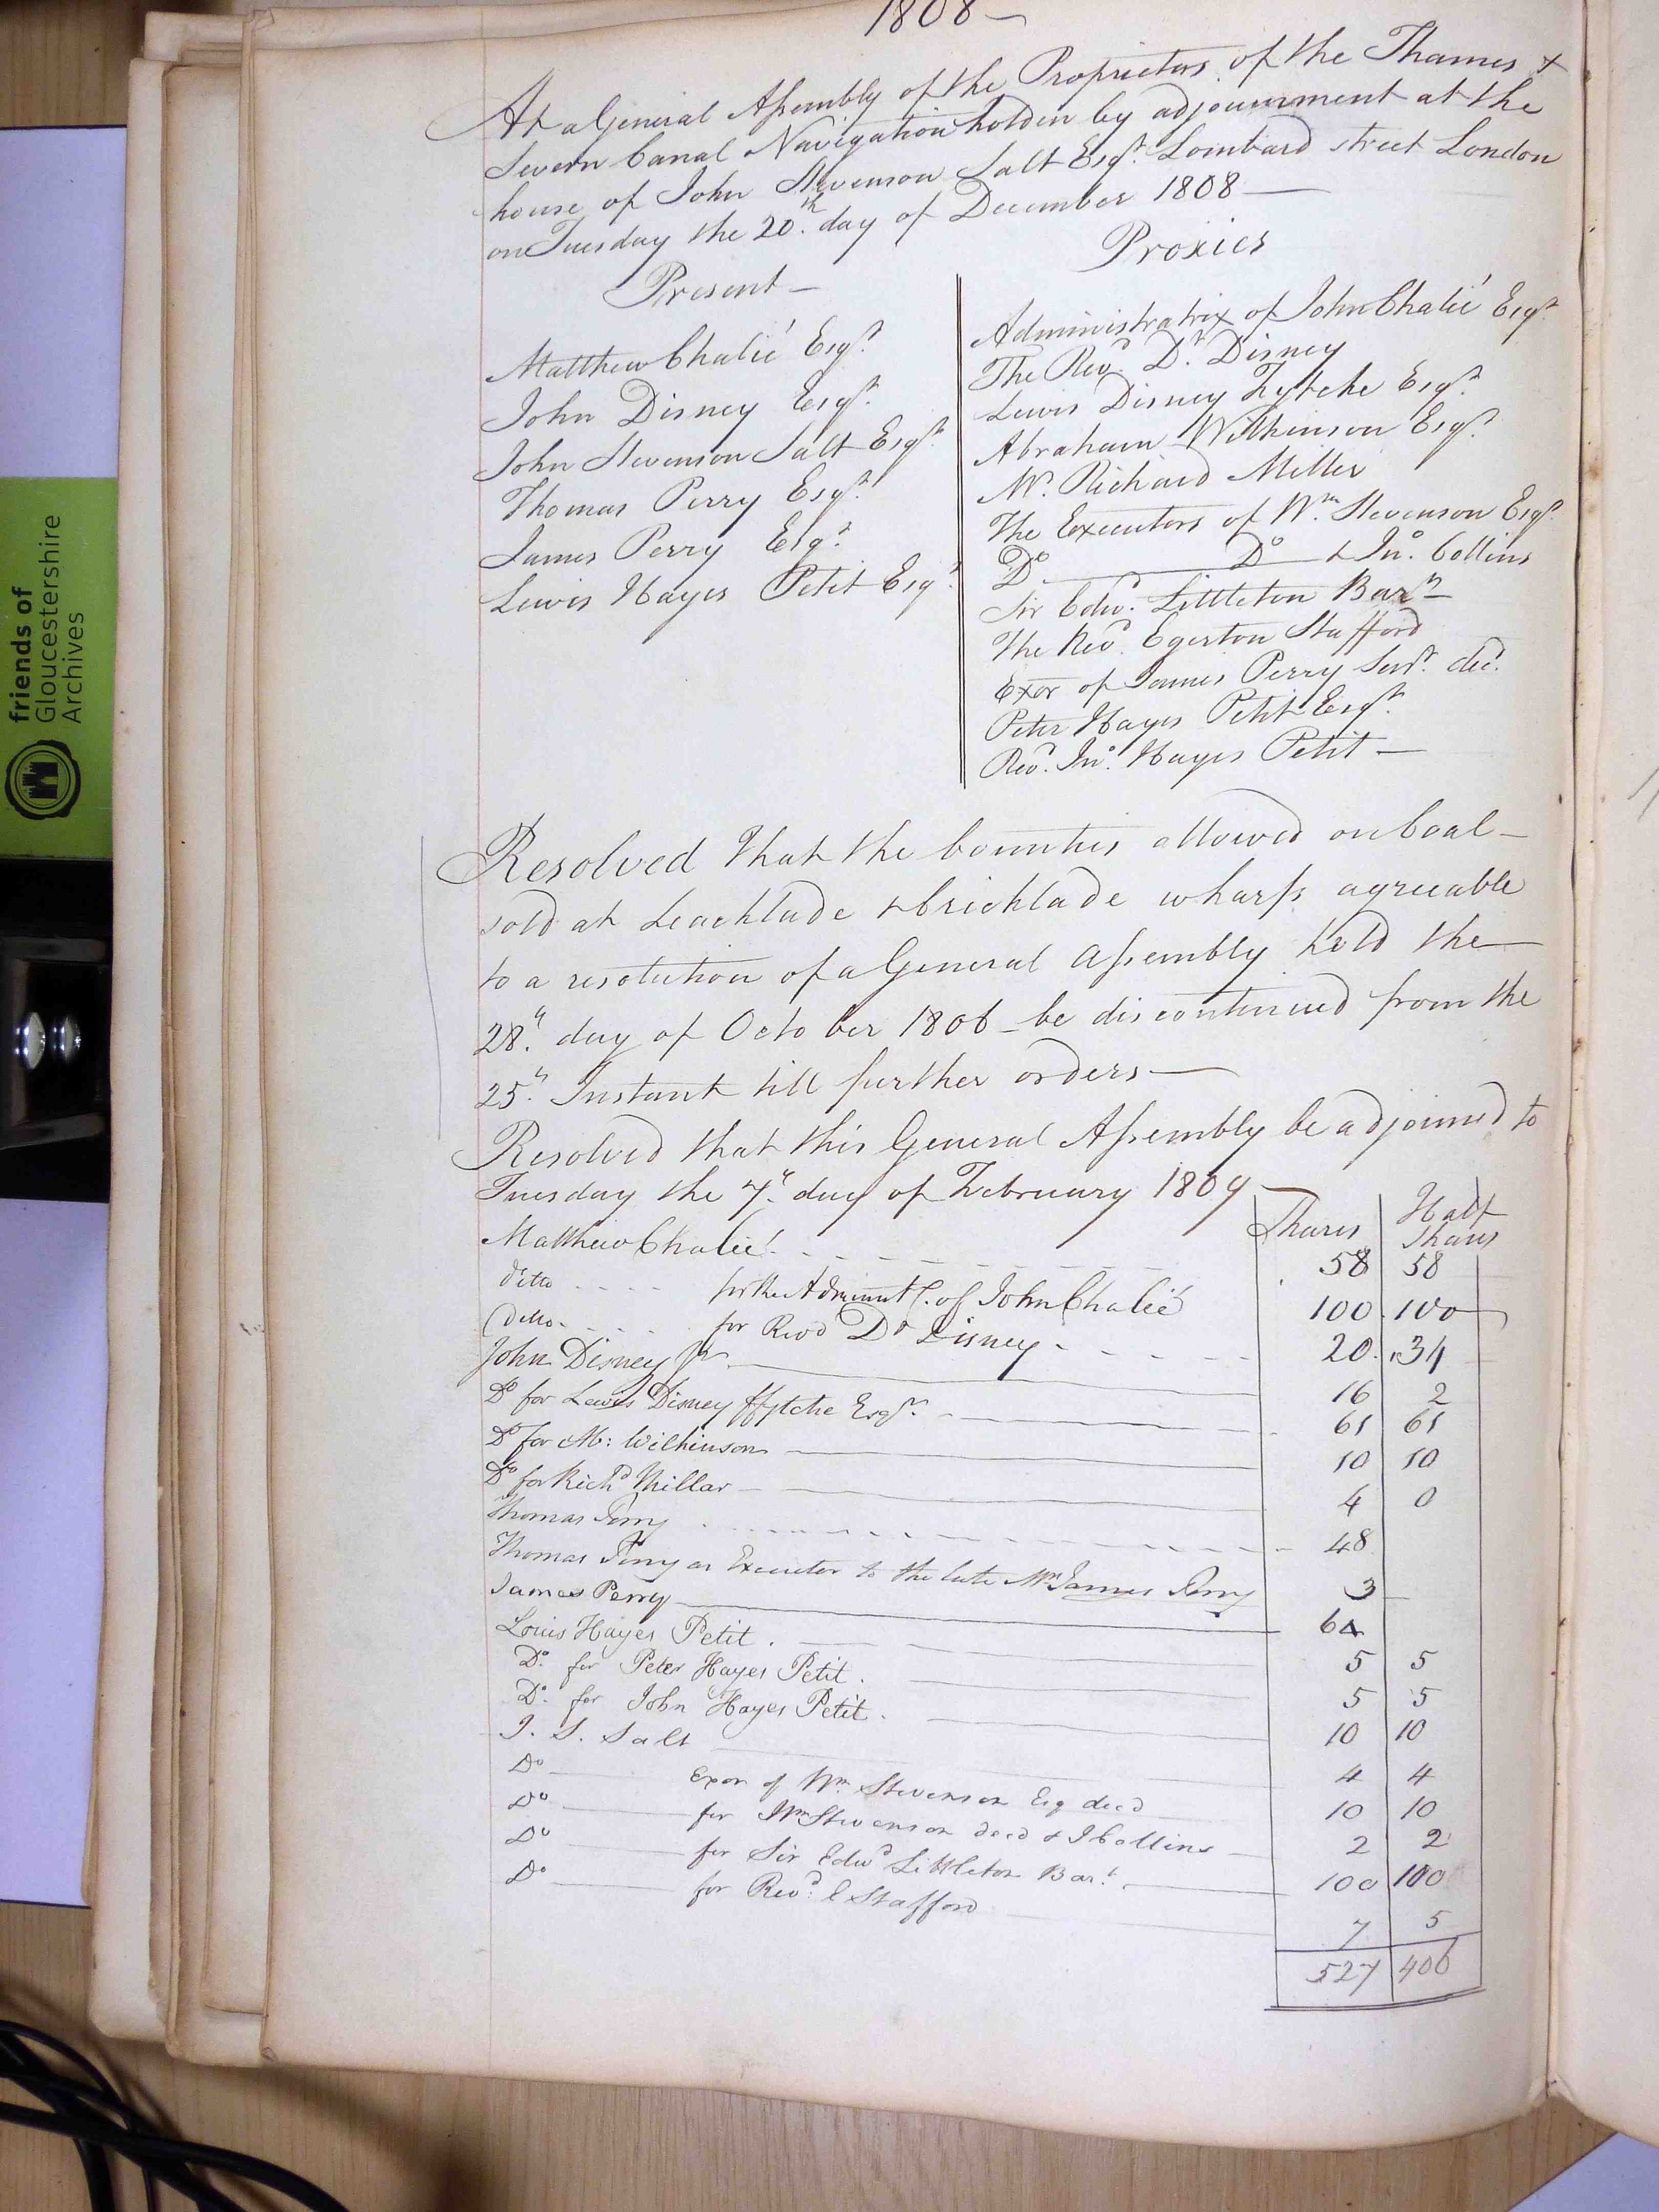 1808 —
At a General Assembly of the Proprietors of the Thames &
Severn Canal Navigation holden by adjournment at the
house of John Stevenson Salt Esqr. Lombard street London
on Tuesday the 20th. day of December 1808 —
Present —
Matthew Chalié Esqr.
John Disney Esqr.
John Stevenson Salt Esqr.
Thomas Perry Esqr.
James Perry Esqr.
Lewis Hayes Petit Esqr.
Proxies
Administratrix of John Chalié Esqr.
The Revd. Dr. Disney
Lewis Disney Fytche Esqr.
Abraham Wilkinson Esqr.
Mr. Richard Miller
The Executors of Wm. Stevenson Esqr.
Do — Do & Jno. Collins
Sir Edwd. Littleton Bart. —
The Revd. Egerton Stafford
Exor of James Perry Senr. decd.
Peter Hayes Petit Esqr.
Revd. Jno. Hayes Petit —
Resolved That the bounties allowed on Coal —
sold at Leachlade & Cricklade wharfs agreeable
to a resolution of a General Assembly held the —
28th. day of October 1806 — be discontinued from the
25th. Instant till further orders —
Resolved that this General Assembly be adjourned to
Tuesday the 7th. day of February 1809 —
Shares Half Shares
Matthew Chalié 58 58
ditto for the Administx. of John Chalié 100 100
ditto for Revd Dr Disney 20 34
John Disney Jr 16 2
Do for Lewis Disney ffytche Esqr. 61 61
Do for Mr: Wilkinson 10 10
Do for Richd Millar 4 0
Thomas Perry 48
Thomas Perry as Executor to the late Mr James Perry 3
James Perry 64
Louis Hayes Petit. 5 5
Do. for Peter Hayes Petit. 5 5
Do. for John Hayes Petit. 10 10
J. S. Salt 4 4
Do Exor of Wm Stevenson Esq decd 10 10
Do for Wm Stevenson decd & J Collins 2 2
Do for Sir Edwd Littleton Bart. 100 100
Do for Revd. E Stafford 7 5
527 406
friends of
Gloucestershire
Archives